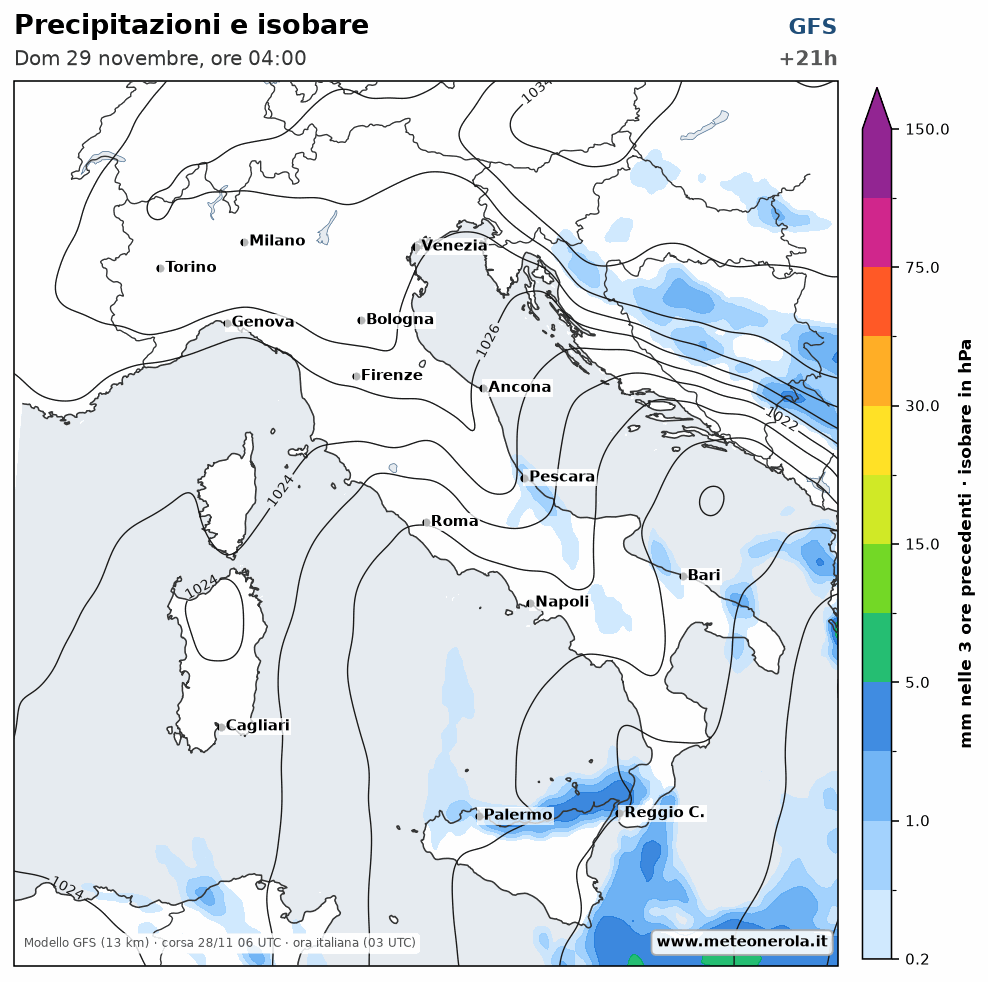 Precipitazioni e isobare
GFS
Dom 29 novembre, ore 04:00
+21h
1034
150.0
Milano
Venezia
Torino
75.0
Genova
Bologna
1026
Firenze
Ancona
30.0
1022
Pescara
1024
Roma
15.0
Bari
1024
Napoli
5.0
Cagliari
Palermo
Reggio C.
1.0
1024
Modello GFS (13 km) · corsa 28/11 06 UTC · ora italiana (03 UTC)
www.meteonerola.it
0.2
mm nelle 3 ore precedenti · isobare in hPa